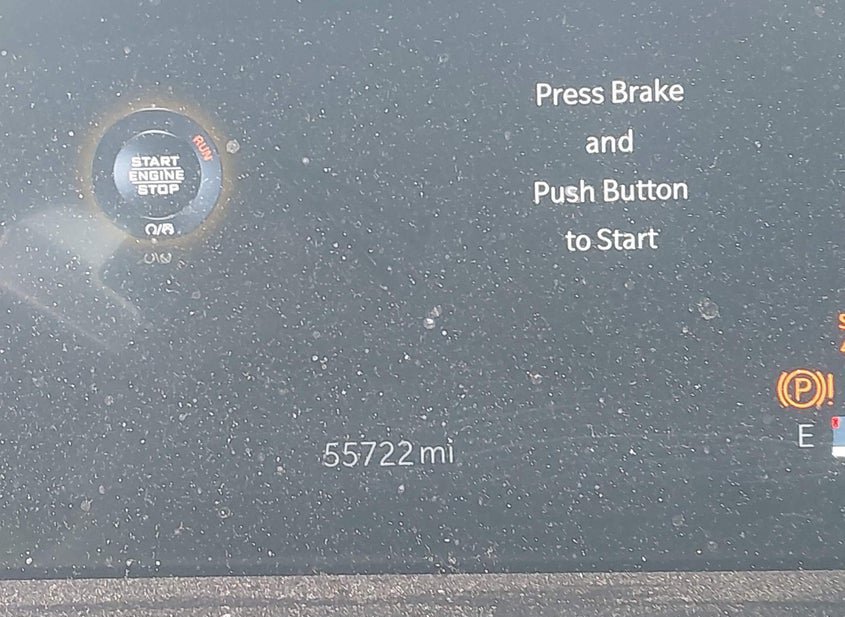 Press Brake
and
Push Button
to Start
RUN
START
ENGINE
STOP
55722 mi
(P)!
E